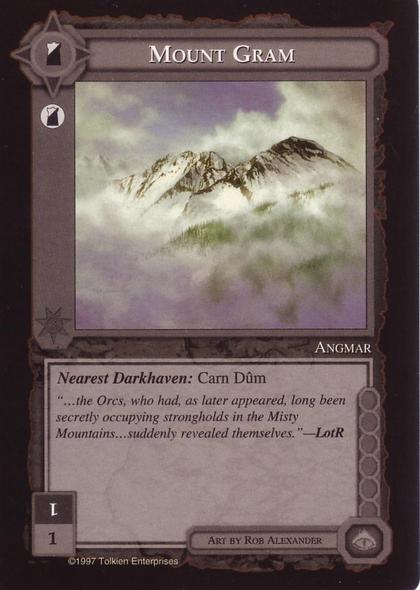 MOUNT GRAM
ANGMAR
Nearest Darkhaven: Carn Dûm
“...the Orcs, who had, as later appeared, long been
secretly occupying strongholds in the Misty
Mountains...suddenly revealed themselves.”—LotR
1
1
ART BY ROB ALEXANDER
©1997 Tolkien Enterprises